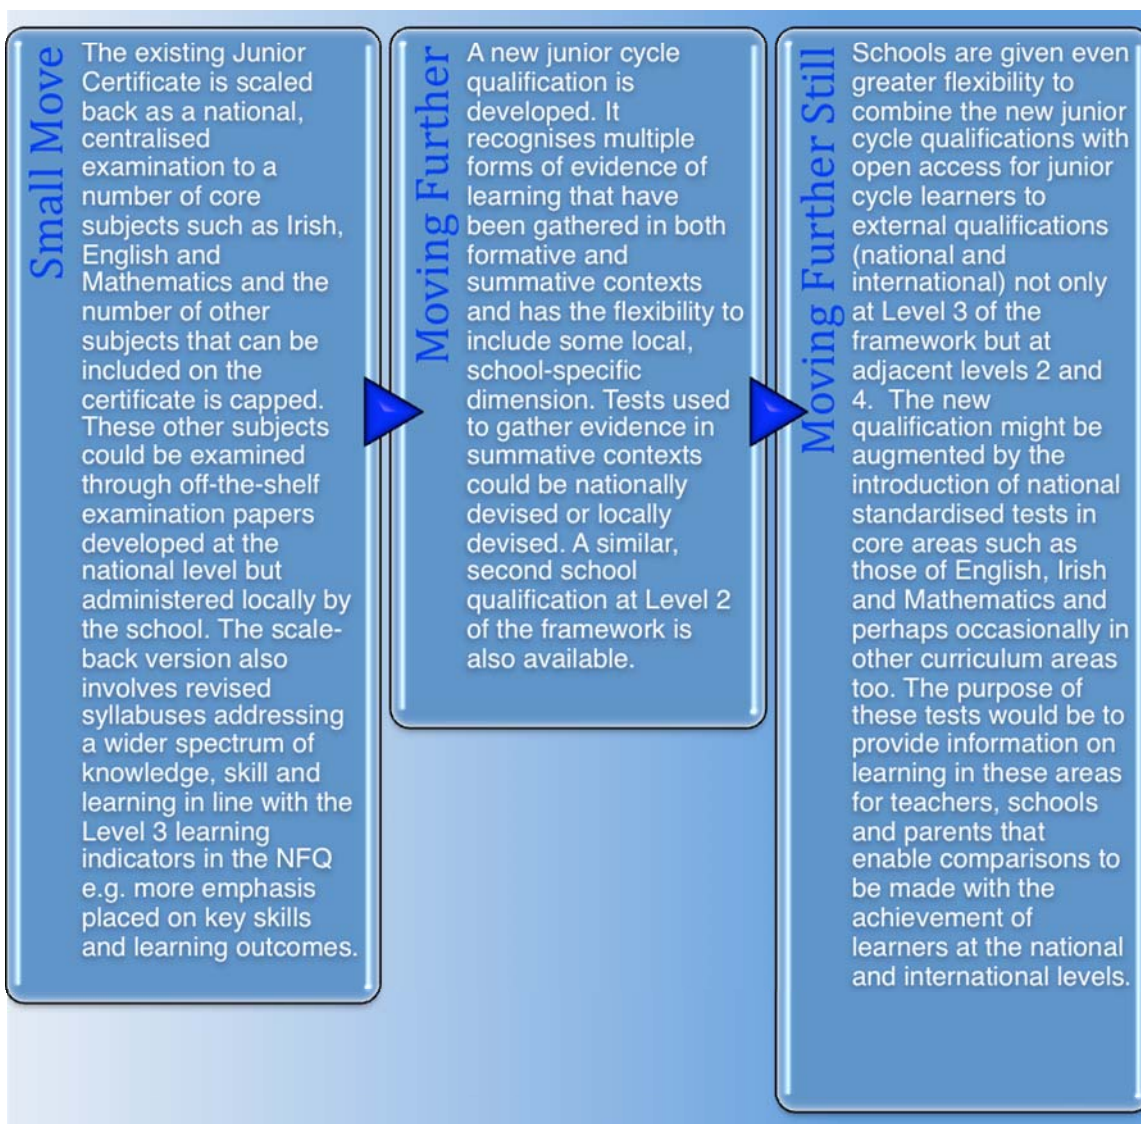 Small Move
The existing Junior
Certificate is scaled
back as a national,
centralised
examination to a
number of core
subjects such as Irish,
English and
Mathematics and the
number of other
subjects that can be
included on the
certificate is capped.
These other subjects
could be examined
through off-the-shelf
examination papers
developed at the
national level but
administered locally by
the school. The scale-
back version also
involves revised
syllabuses addressing
a wider spectrum of
knowledge, skill and
learning in line with the
Level 3 learning
indicators in the NFQ
e.g. more emphasis
placed on key skills
and learning outcomes.
Moving Further
A new junior cycle
qualification is
developed. It
recognises multiple
forms of evidence of
learning that have
been gathered in both
formative and
summative contexts
and has the flexibility to
include some local,
school-specific
dimension. Tests used
to gather evidence in
summative contexts
could be nationally
devised or locally
devised. A similar,
second school
qualification at Level 2
of the framework is
also available.
Moving Further Still
Schools are given even
greater flexibility to
combine the new junior
cycle qualifications with
open access for junior
cycle learners to
external qualifications
(national and
international) not only
at Level 3 of the
framework but at
adjacent levels 2 and
4. The new
qualification might be
augmented by the
introduction of national
standardised tests in
core areas such as
those of English, Irish
and Mathematics and
perhaps occasionally in
other curriculum areas
too. The purpose of
these tests would be to
provide information on
learning in these areas
for teachers, schools
and parents that
enable comparisons to
be made with the
achievement of
learners at the national
and international levels.